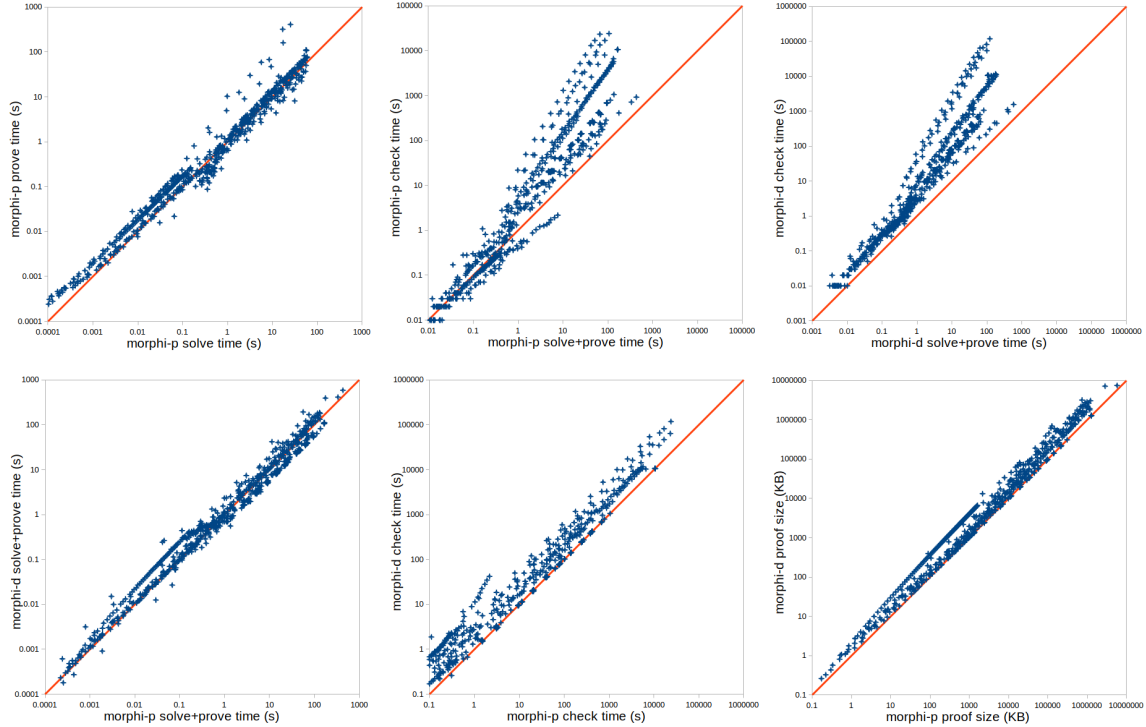 1000
100
10
1
0.1
0.01
0.001
0.0001
morphi-p prove time (s)
0.0001 0.001 0.01 0.1 1 10 100 1000
morphi-p solve time (s)
100000
10000
1000
100
10
1
0.1
0.01
morphi-p check time (s)
0.01 0.1 1 10 100 1000 10000 100000
morphi-p solve+prove time (s)
1000000
100000
10000
1000
100
10
1
0.1
0.01
0.001
morphi-d check time (s)
0.001 0.01 0.1 1 10 100 1000 10000 100000 1000000
morphi-d solve+prove time (s)
1000
100
10
1
0.1
0.01
0.001
0.0001
morphi-d solve+prove time (s)
0.0001 0.001 0.01 0.1 1 10 100 1000
morphi-p solve+prove time (s)
1000000
100000
10000
1000
100
10
1
0.1
morphi-d check time (s)
0.1 1 10 100 1000 10000 100000 1000000
morphi-p check time (s)
10000000
1000000
100000
10000
1000
100
10
1
0.1
morphi-d proof size (KB)
0.1 1 10 100 1000 10000 100000 1000000 10000000
morphi-p proof size (KB)